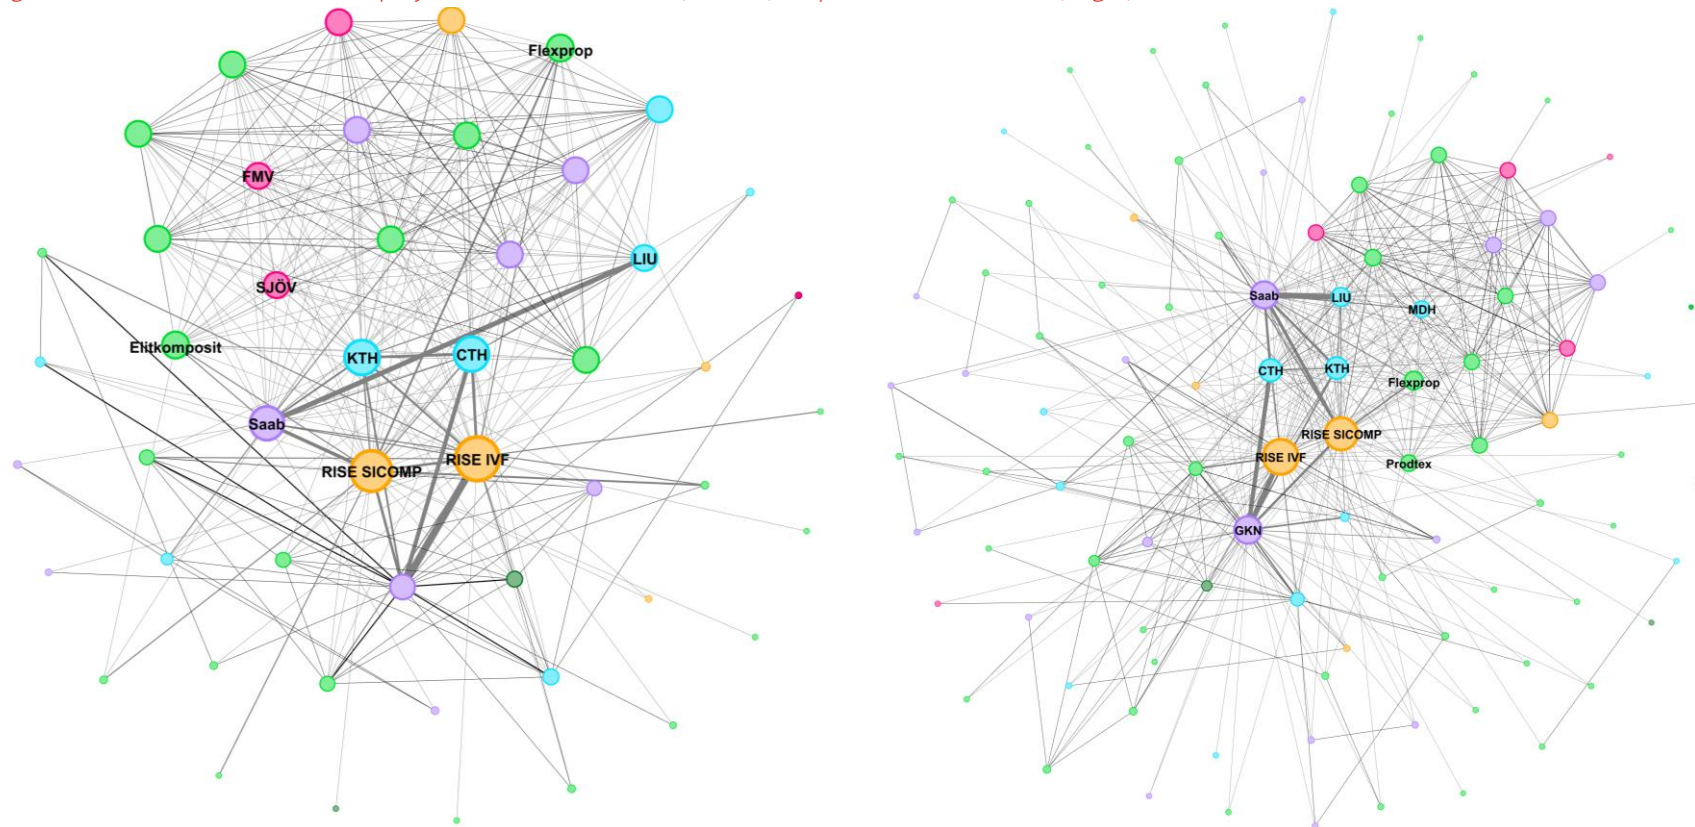 Flexprop
FMV
LIU
SJÖV
Elitkomposit
KTH
CTH
Saab
RISE SICOMP
RISE IVF
Saab
LIU
MDH
CTH
KTH
Flexprop
RISE SICOMP
RISE IVF
Prodtex
GKN